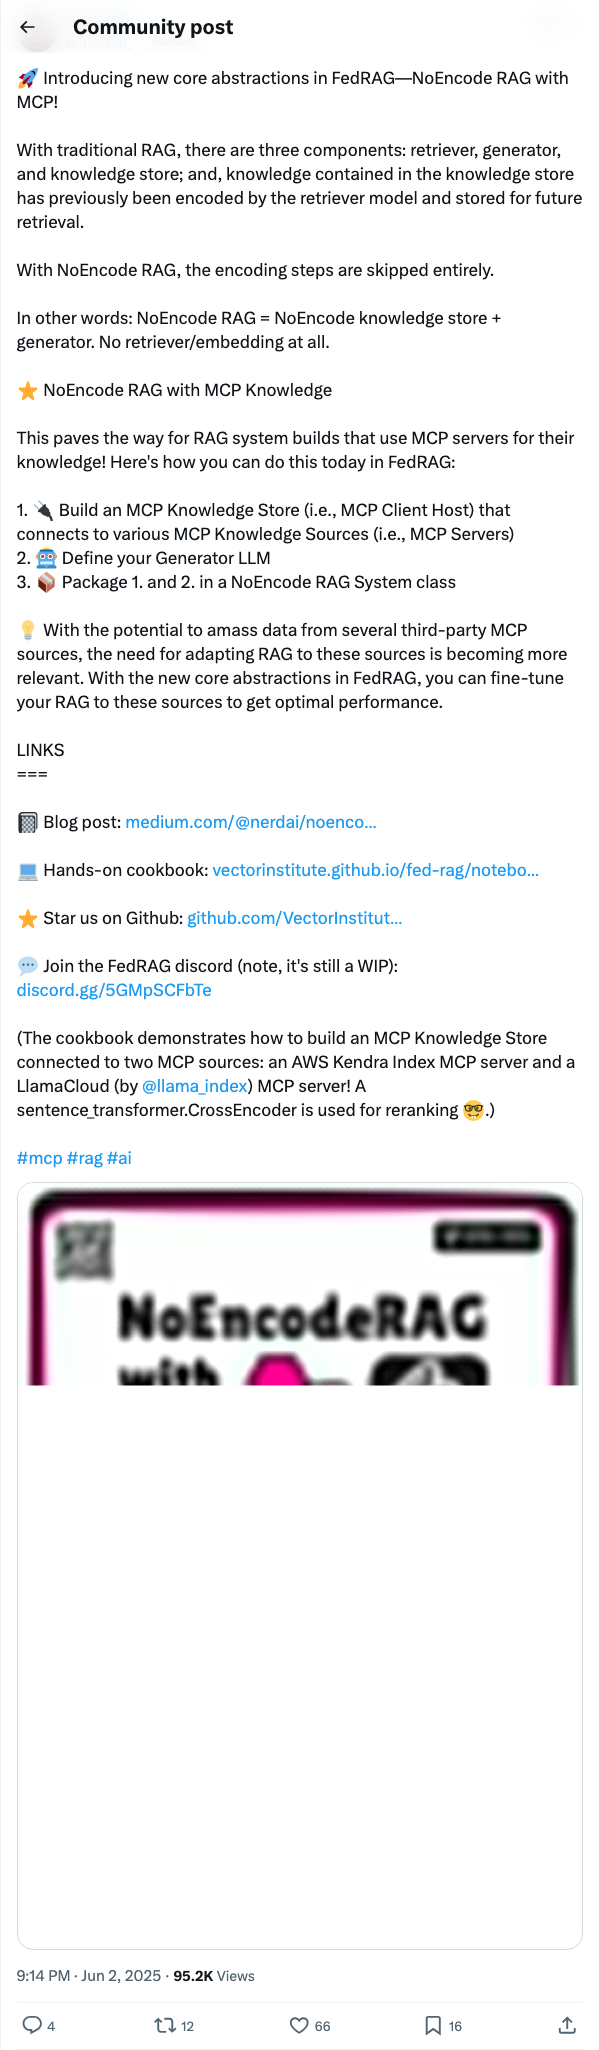 Community post
🚀 Introducing new core abstractions in FedRAG—NoEncode RAG with
MCP!
With traditional RAG, there are three components: retriever, generator,
and knowledge store; and, knowledge contained in the knowledge store
has previously been encoded by the retriever model and stored for future
retrieval.
With NoEncode RAG, the encoding steps are skipped entirely.
In other words: NoEncode RAG = NoEncode knowledge store +
generator. No retriever/embedding at all.
⭐ NoEncode RAG with MCP Knowledge
This paves the way for RAG system builds that use MCP servers for their
knowledge! Here's how you can do this today in FedRAG:
1. 🔌 Build an MCP Knowledge Store (i.e., MCP Client Host) that
connects to various MCP Knowledge Sources (i.e., MCP Servers)
2. 🤖 Define your Generator LLM
3. 📦 Package 1. and 2. in a NoEncode RAG System class
💡 With the potential to amass data from several third-party MCP
sources, the need for adapting RAG to these sources is becoming more
relevant. With the new core abstractions in FedRAG, you can fine-tune
your RAG to these sources to get optimal performance.
LINKS
===
📓 Blog post: medium.com/@nerdai/noenco...
💻 Hands-on cookbook: vectorinstitute.github.io/fed-rag/notebo...
⭐ Star us on Github: github.com/VectorInstitut...
💬 Join the FedRAG discord (note, it's still a WIP):
discord.gg/5GMpSCFbTe
(The cookbook demonstrates how to build an MCP Knowledge Store
connected to two MCP sources: an AWS Kendra Index MCP server and a
LlamaCloud (by @llama_index) MCP server! A
sentence_transformer.CrossEncoder is used for reranking 🤓.)
#mcp #rag #ai
NoEncodeRAG
with
9:14 PM · Jun 2, 2025 · 95.2K Views
4 12 66 16